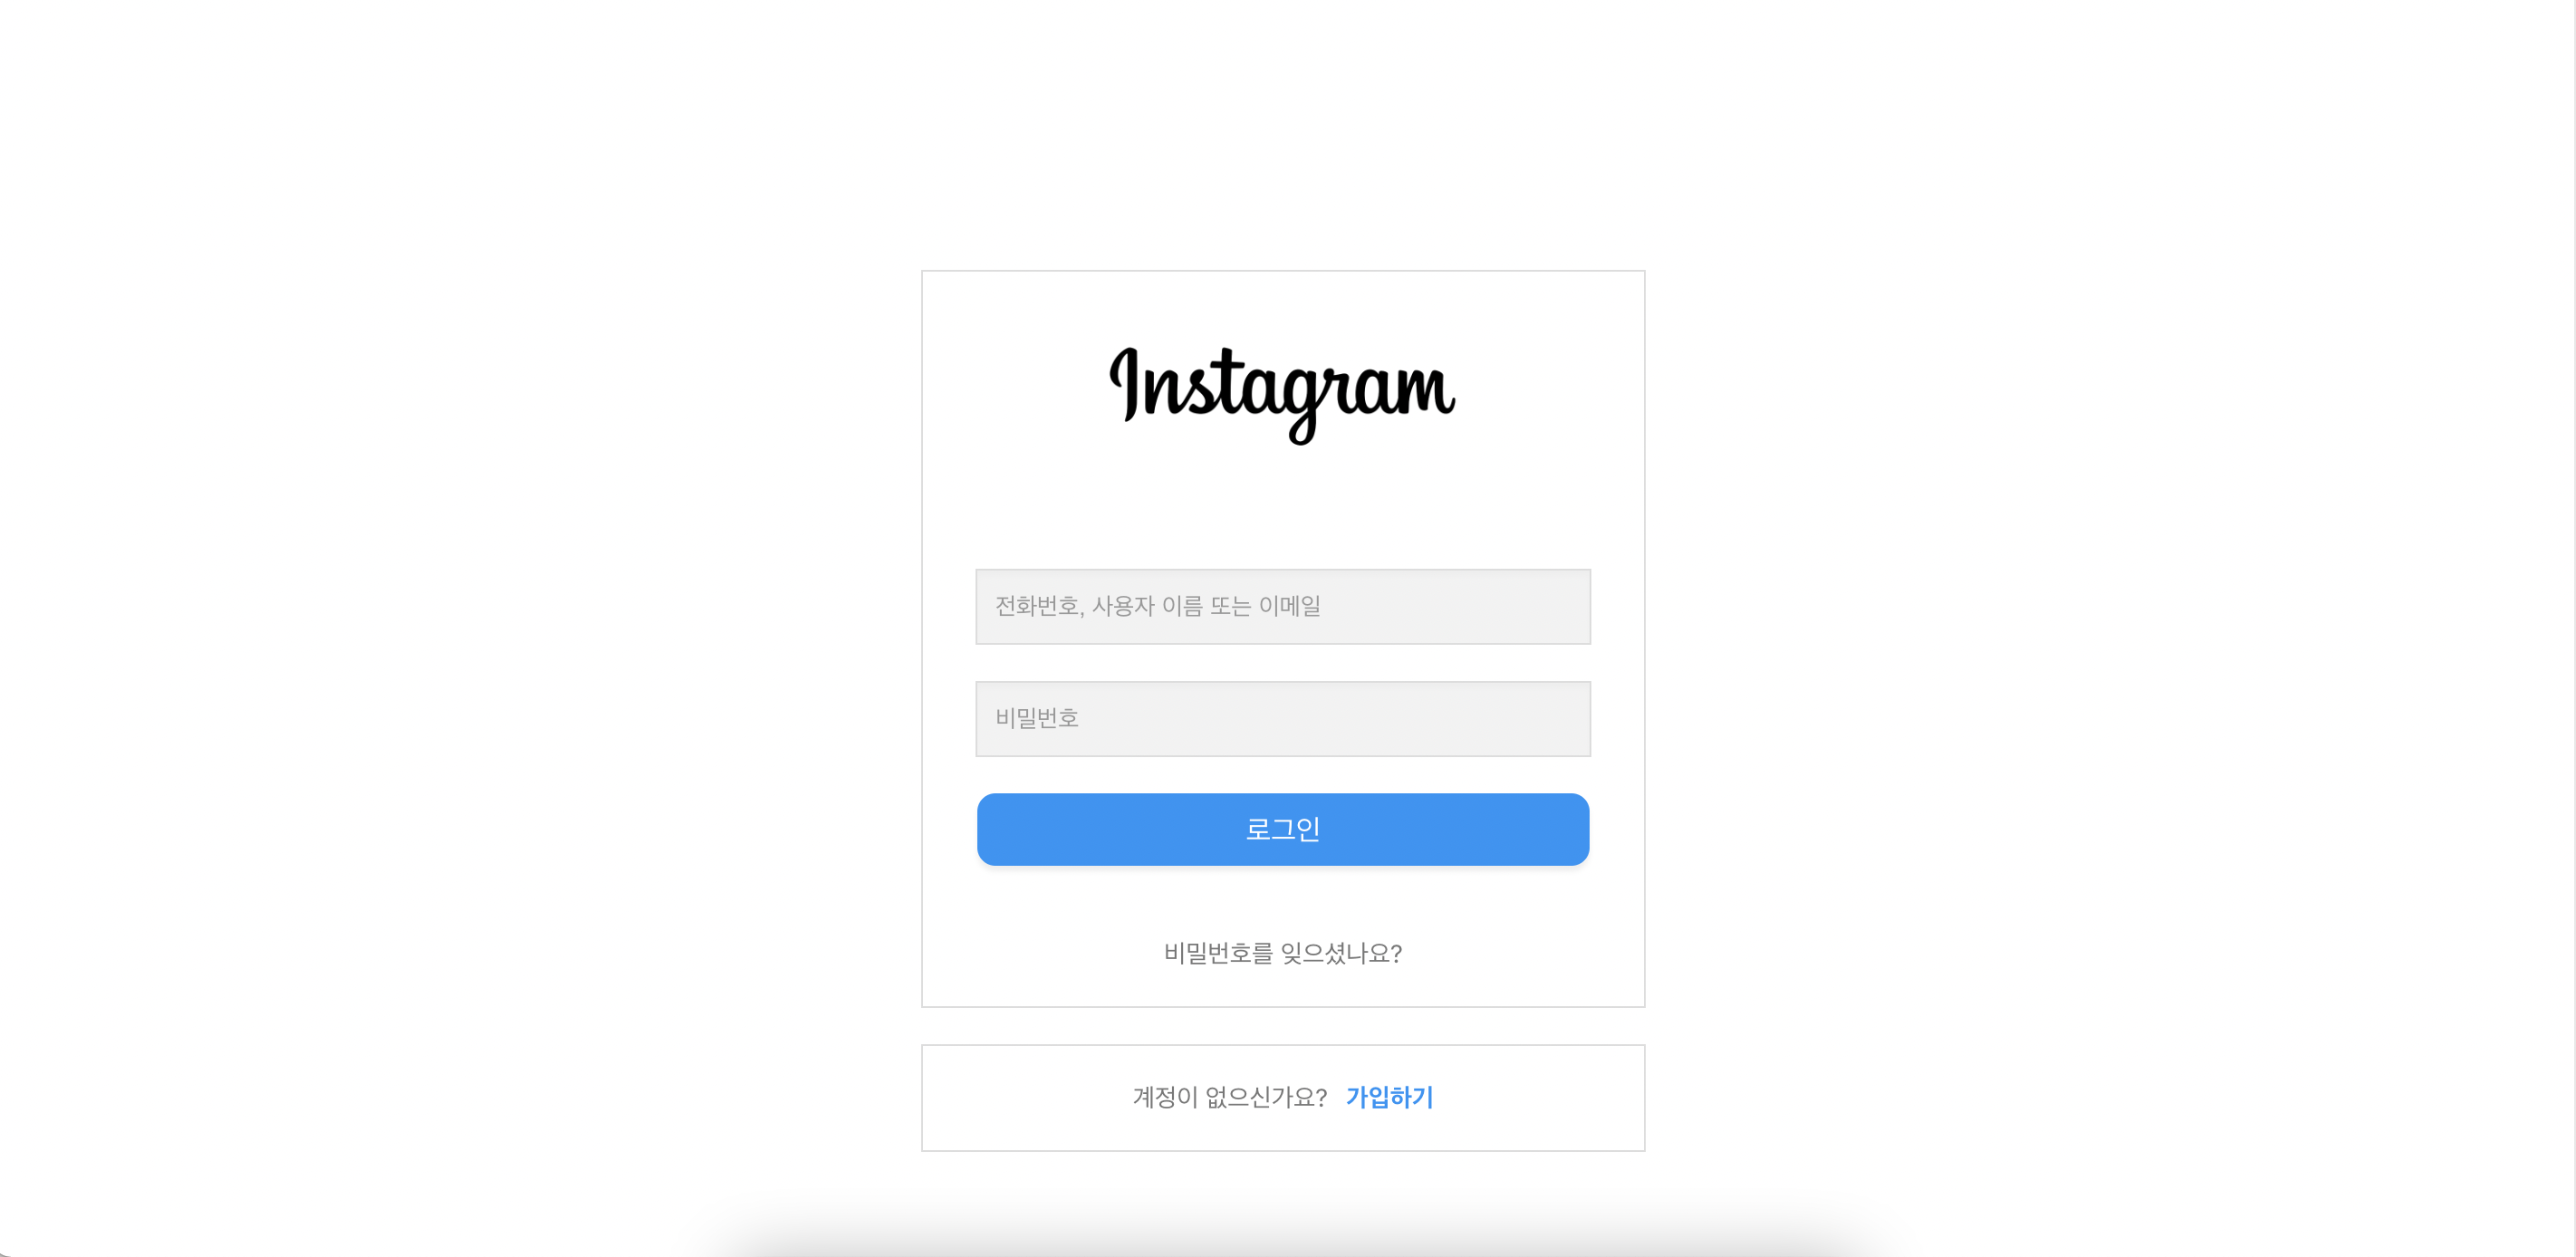 Instagram
전화번호, 사용자 이름 또는 이메일
비밀번호
로그인
비밀번호를 잊으셨나요?
계정이 없으신가요? 가입하기